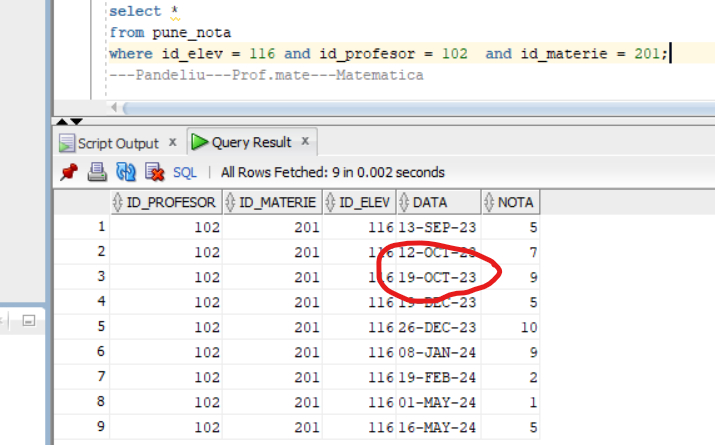 select *
from pune_nota
where id_elev = 116 and id_profesor = 102  and id_materie = 201;
---Pandeliu---Prof.mate---Matematica
Script Output x Query Result x
SQL | All Rows Fetched: 9 in 0.002 seconds
ID_PROFESOR ID_MATERIE ID_ELEV DATA NOTA
1 102 201 116 13-SEP-23 5
2 102 201 116 12-OCT-23 7
3 102 201 116 19-OCT-23 9
4 102 201 116 19-DEC-23 5
5 102 201 116 26-DEC-23 10
6 102 201 116 08-JAN-24 9
7 102 201 116 19-FEB-24 2
8 102 201 116 01-MAY-24 1
9 102 201 116 16-MAY-24 5